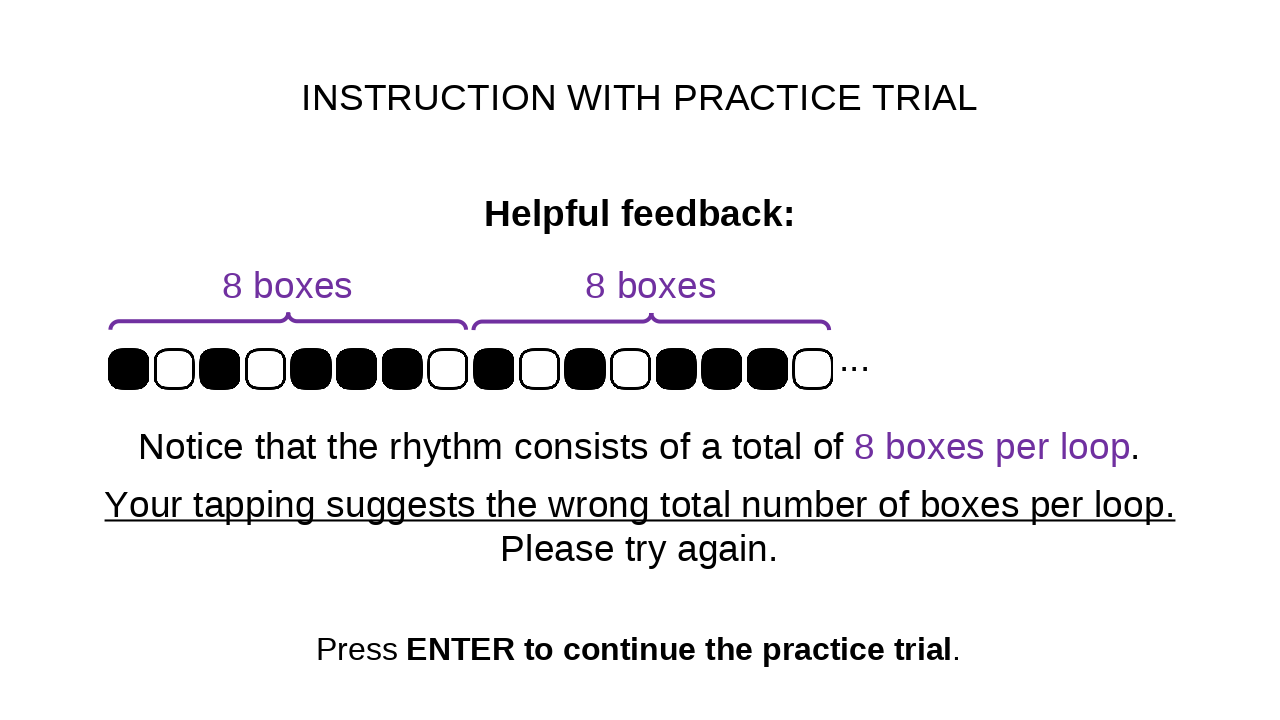 INSTRUCTION WITH PRACTICE TRIAL
Helpful feedback:
8 boxes 8 boxes
...
Notice that the rhythm consists of a total of 8 boxes per loop.
Your tapping suggests the wrong total number of boxes per loop.
Please try again.
Press ENTER to continue the practice trial.